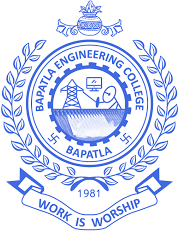 BAPATLA ENGINEERING COLLEGE
BAPATLA
1981
WORK IS WORSHIP